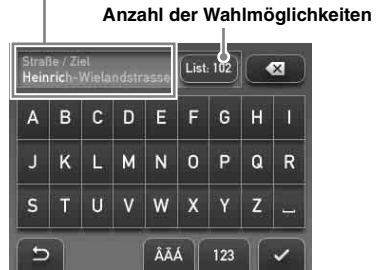 Anzahl der Wahlmöglichkeiten
Straße / Ziel
Heinrich-Wielandstrasse
List: 102
A B C D E F G H I
J K L M N O P Q R
S T U V W X Y Z _
ÂÄÁ 123